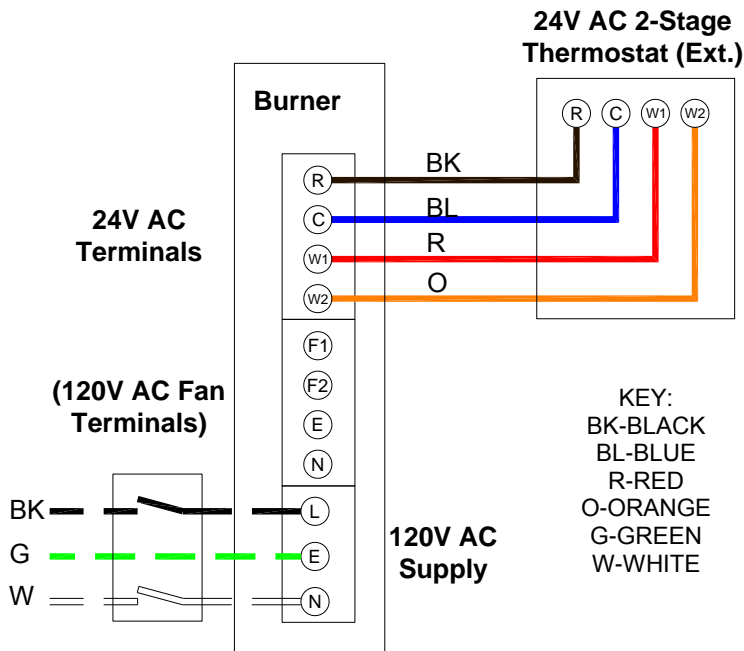 24V AC 2-Stage
Thermostat (Ext.)
Burner
R C W1 W2
R
BK
C
BL
24V AC
Terminals
W1
R
W2
O
F1
F2
(120V AC Fan
Terminals)
E
N
KEY:
BK-BLACK
BL-BLUE
R-RED
O-ORANGE
G-GREEN
W-WHITE
BK
L
G
E
120V AC
Supply
W
N